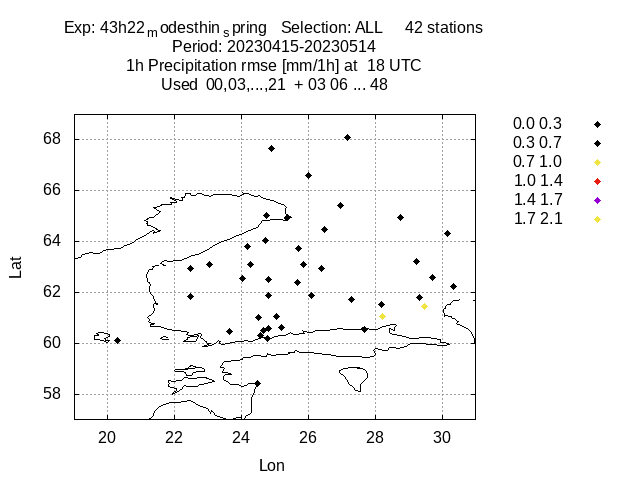 Exp: 43h22modesthinspring Selection: ALL 42 stations
Period: 20230415-20230514
1h Precipitation rmse [mm/1h] at 18 UTC
Used 00,03,...,21 + 03 06 ... 48
0.0 0.3
0.3 0.7
0.7 1.0
1.0 1.4
1.4 1.7
1.7 2.1
68
66
64
62
60
58
Lat
20 22 24 26 28 30
Lon